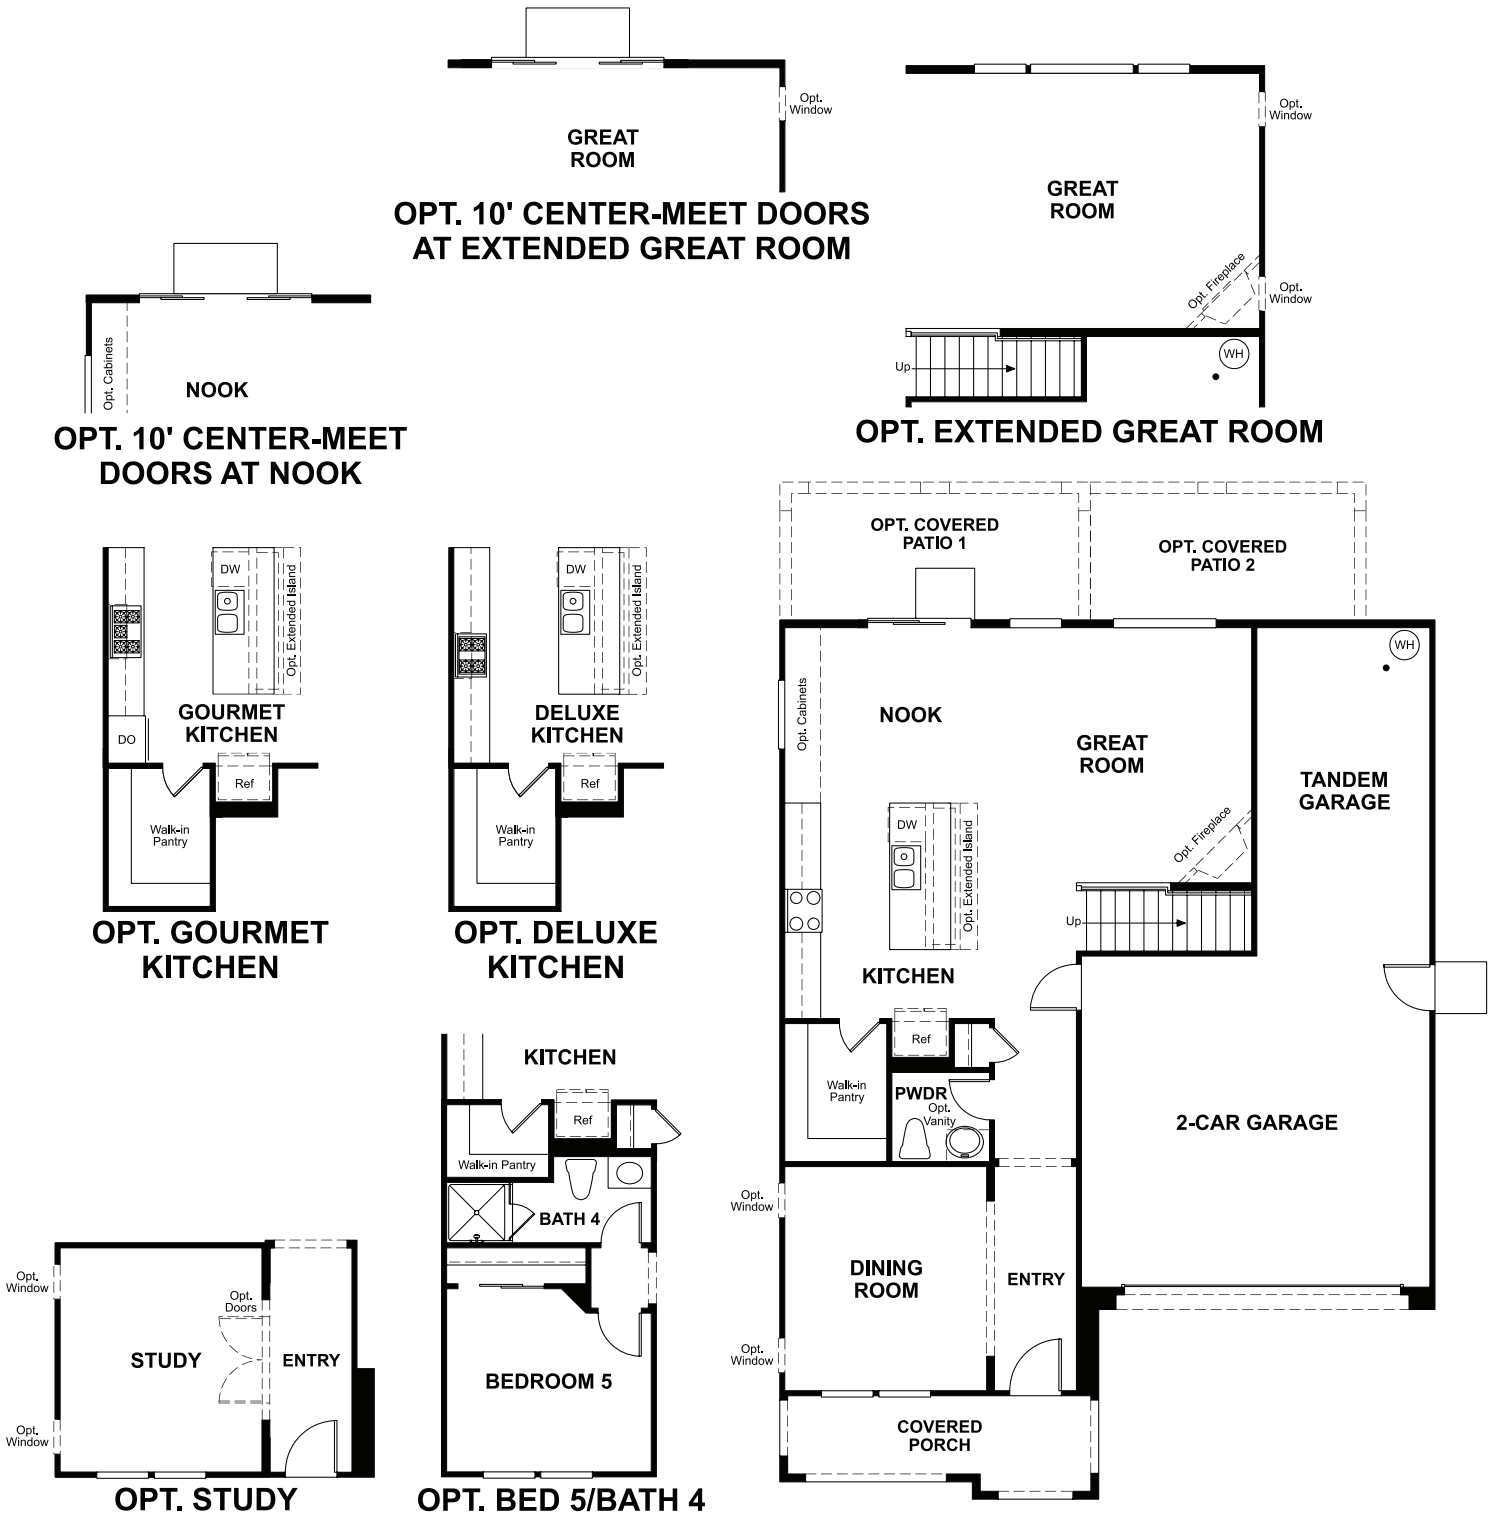 Opt.
Window
GREAT
ROOM
OPT. 10' CENTER-MEET DOORS
AT EXTENDED GREAT ROOM
Opt.
Window
GREAT
ROOM
Opt. Fireplace
Opt.
Window
Up
WH
OPT. EXTENDED GREAT ROOM
Opt. Cabinets
NOOK
OPT. 10' CENTER-MEET
DOORS AT NOOK
DW
Opt. Extended Island
GOURMET
KITCHEN
DO
Ref
Walk-in
Pantry
OPT. GOURMET
KITCHEN
DW
Opt. Extended Island
DELUXE
KITCHEN
Ref
Walk-in
Pantry
OPT. DELUXE
KITCHEN
OPT. COVERED
PATIO 1
OPT. COVERED
PATIO 2
WH
Opt. Cabinets
NOOK
GREAT
ROOM
TANDEM
GARAGE
DW
Opt. Extended Island
Opt. Fireplace
Up
KITCHEN
Ref
Walk-in
Pantry
PWDR
Opt.
Vanity
2-CAR GARAGE
Opt.
Window
DINING
ROOM
ENTRY
Opt.
Window
COVERED
PORCH
KITCHEN
Ref
Walk-in Pantry
BATH 4
BEDROOM 5
OPT. BED 5/BATH 4
Opt.
Window
Opt.
Doors
STUDY
ENTRY
Opt.
Window
OPT. STUDY